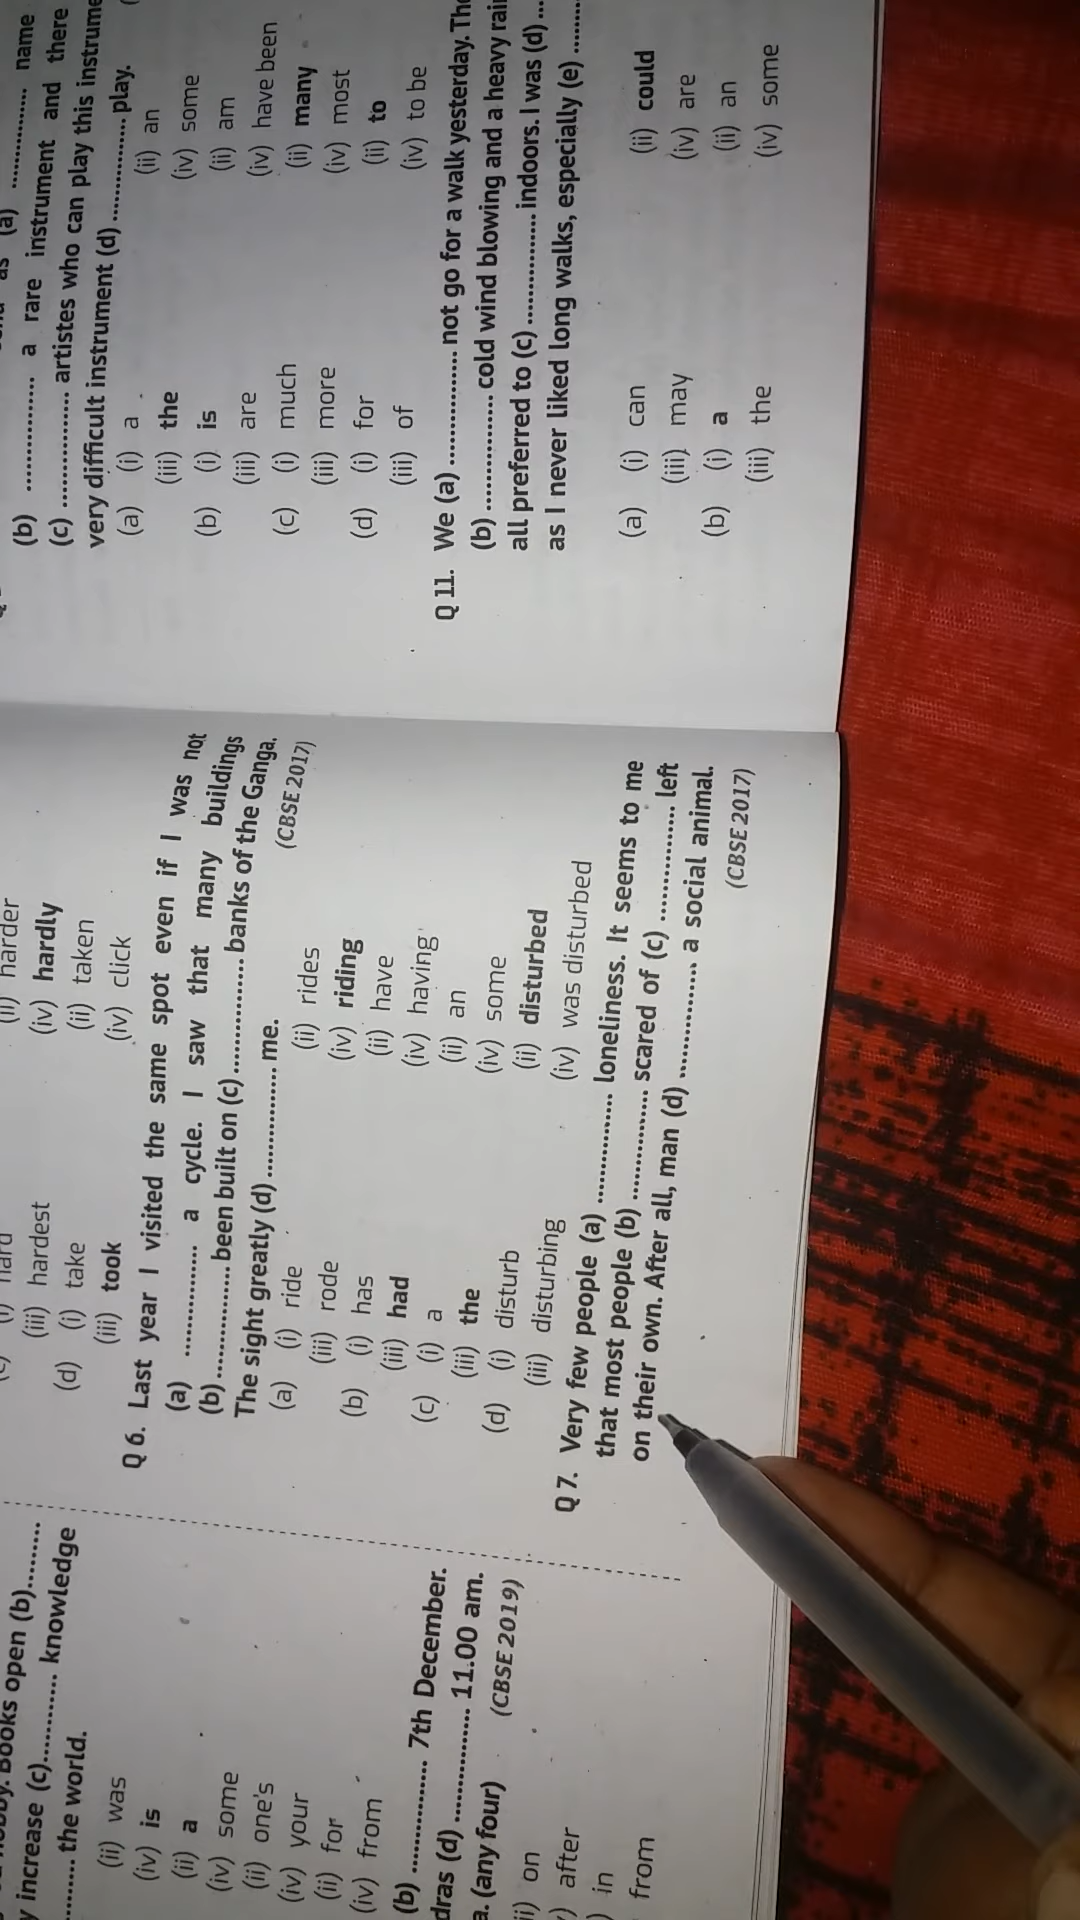 increase (c)............ knowledge
............ the world.
(ii) was
(iv) is
(ii) a
(iv) some
(ii) one's
(iv) your
(ii) for
(iv) from
(b) ............... 7th December.
(d) ............... 11.00 am.
(any four) (CBSE 2019)
on
after
in
from
(iii) hardest (iv) hardly
(d) (i) take (ii) taken
(iii) took (iv) click
Q 6. Last year I visited the same spot even if I was not
(a) ............... a cycle. I saw that many buildings
(b)............... been built on (c)............... banks of the Ganga.
The sight greatly (d) ............... me. (CBSE 2017)
(a) (i) ride (ii) rides
(iii) rode (iv) riding
(b) (i) has (ii) have
(iii) had (iv) having
(c) (i) a (ii) an
(iii) the (iv) some
(d) (i) disturb (ii) disturbed
(iii) disturbing (iv) was disturbed
Q 7. Very few people (a) ............... loneliness. It seems to me
that most people (b) ............... scared of (c) ............... left
on their own. After all, man (d) ............... a social animal.
(CBSE 2017)
(b) ............... a rare instrument and there
(c) ............... artistes who can play this
very difficult instrument (d) ............... play.
(a) (i) a (ii) an
(iii) the (iv) some
(b) (i) is (ii) am
(iii) are (iv) have been
(c) (i) much (ii) many
(iii) more (iv) most
(d) (i) for (ii) to
(iii) of (iv) to be
Q 11. We (a) ............... not go for a walk yesterday.
(b) ............... cold wind blowing and a heavy
all preferred to (c) ............... indoors. I was (d)...
as I never liked long walks, especially (e) .........
(a) (i) can (ii) could
(iii) may (iv) are
(b) (i) a (ii) an
(iii) the (iv) some